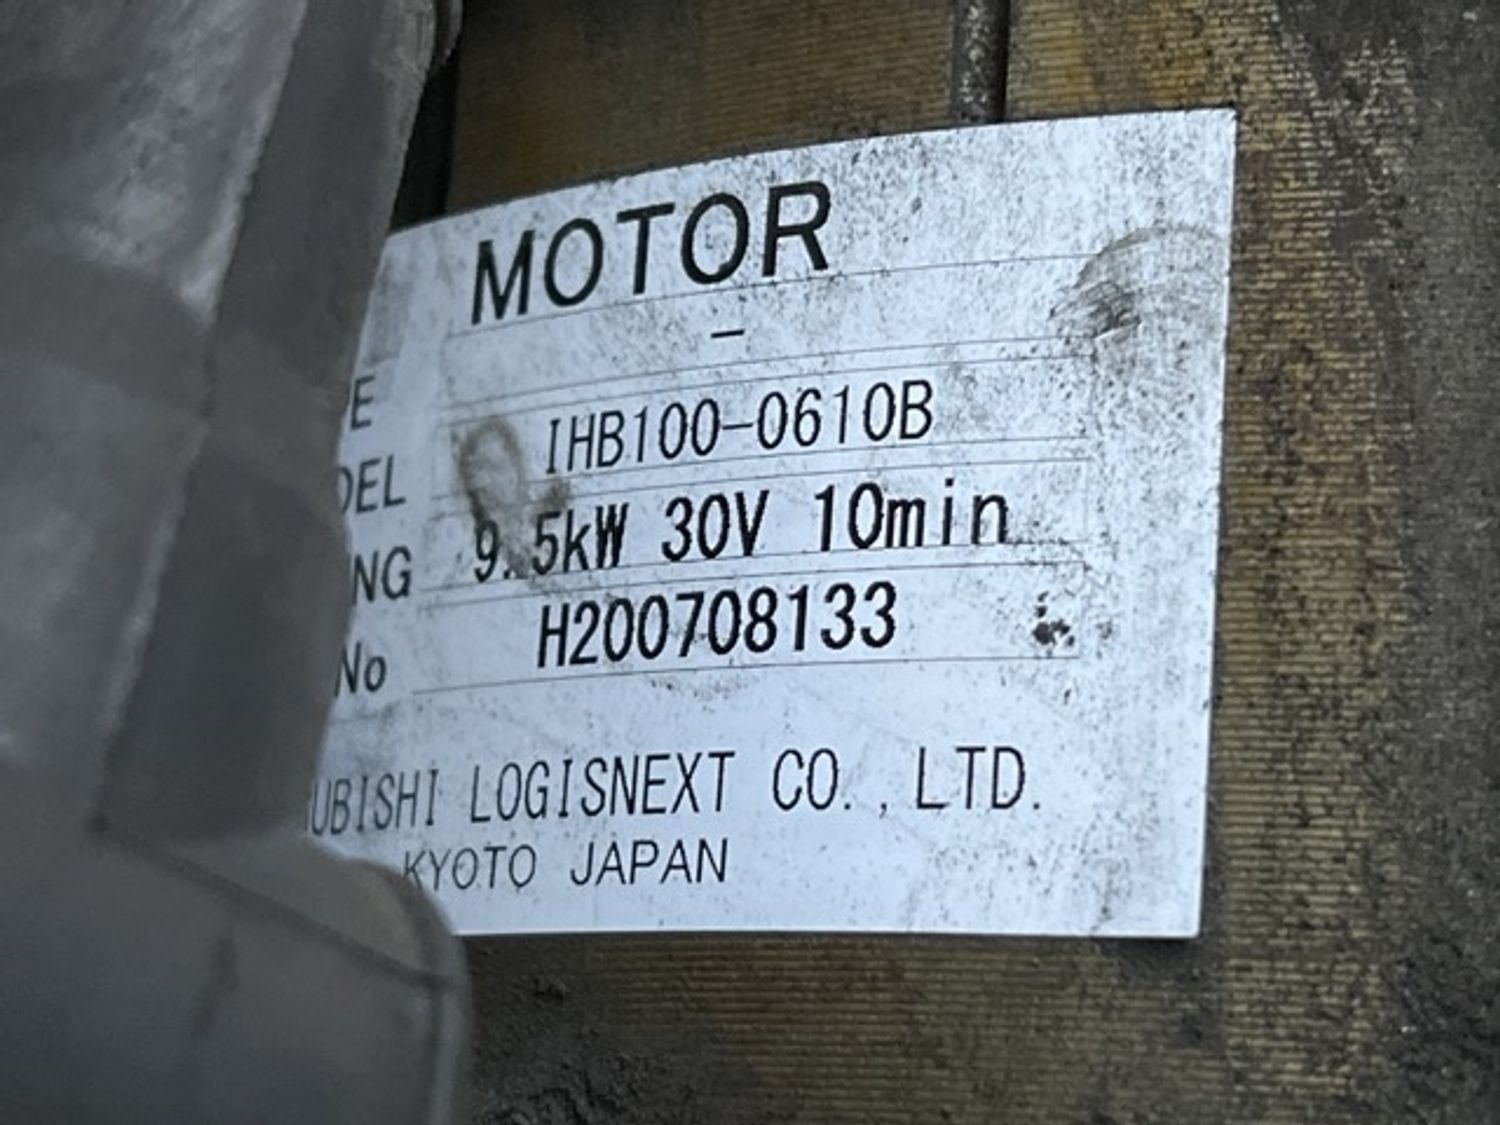 MOTOR
E –
DEL IHB100-0610B
NG 9.5kW 30V 10min
No H200708133
UBISHI LOGISNEXT CO., LTD.
KYOTO JAPAN